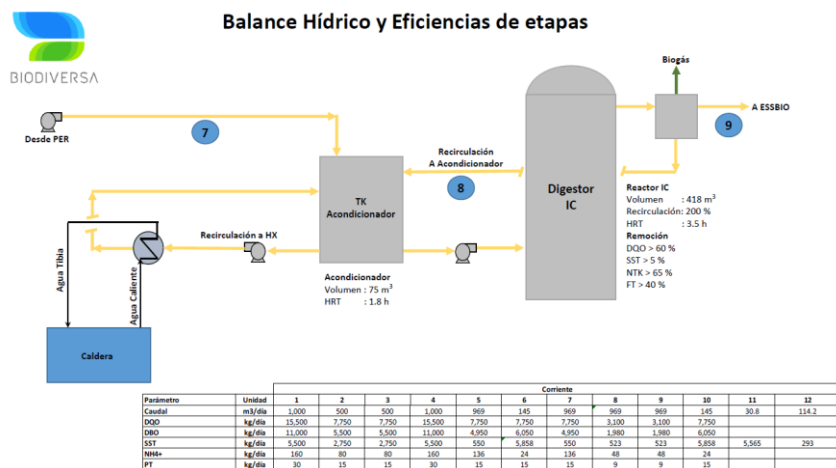 Balance Hídrico y Eficiencias de etapas
BIODIVERSA
Biogás
A ESSBIO
9
Desde PER
7
Recirculación
A Acondicionador
8
TK
Acondicionador
Digestor
IC
Reactor IC
Volumen : 418 m³
Recirculación: 200 %
HRT : 3.5 h
Remoción
DQO > 60 %
SST > 5 %
NTK > 65 %
FT > 40 %
Recirculación a HX
Acondicionador
Volumen : 75 m³
HRT : 1.8 h
Agua Tibia
Agua Caliente
Caldera
Corriente
Parámetro Unidad 1 2 3 4 5 6 7 8 9 10 11 12
Caudal m3/día 1,000 500 500 1,000 969 145 969 969 969 145 30.8 114.2
DQO kg/día 15,500 7,750 7,750 15,500 7,750 7,750 7,750 3,100 3,100 7,750
DBO kg/día 11,000 5,500 5,500 11,000 4,950 6,050 4,950 1,980 1,980 6,050
SST kg/día 5,500 2,750 2,750 5,500 550 5,858 550 523 523 5,858 5,565 293
NH4+ kg/día 160 80 80 160 136 24 136 48 48 24
PT kg/día 30 15 15 30 15 15 15 9 9 15